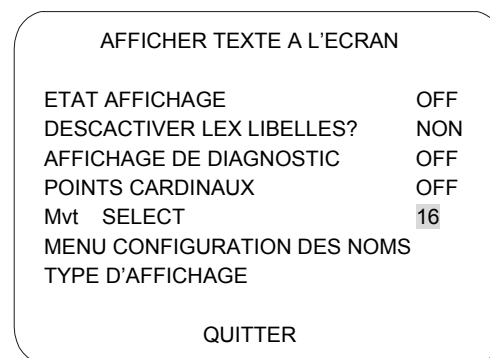 AFFICHER TEXTE A L'ECRAN
ETAT AFFICHAGE OFF
DESCACTIVER LEX LIBELLES? NON
AFFICHAGE DE DIAGNOSTIC OFF
POINTS CARDINAUX OFF
Mvt SELECT 16
MENU CONFIGURATION DES NOMS
TYPE D'AFFICHAGE
QUITTER